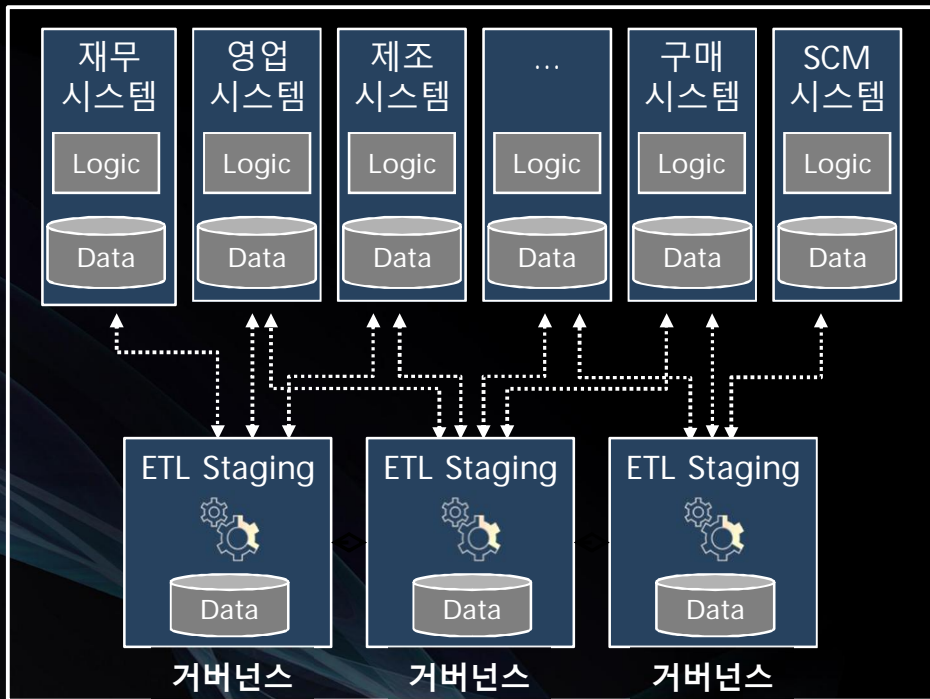 재무
시스템
영업
시스템
제조
시스템
...
구매
시스템
SCM
시스템
Logic
Logic
Logic
Logic
Logic
Logic
Data
Data
Data
Data
Data
Data
ETL Staging
ETL Staging
ETL Staging
Data
Data
Data
거버넌스
거버넌스
거버넌스